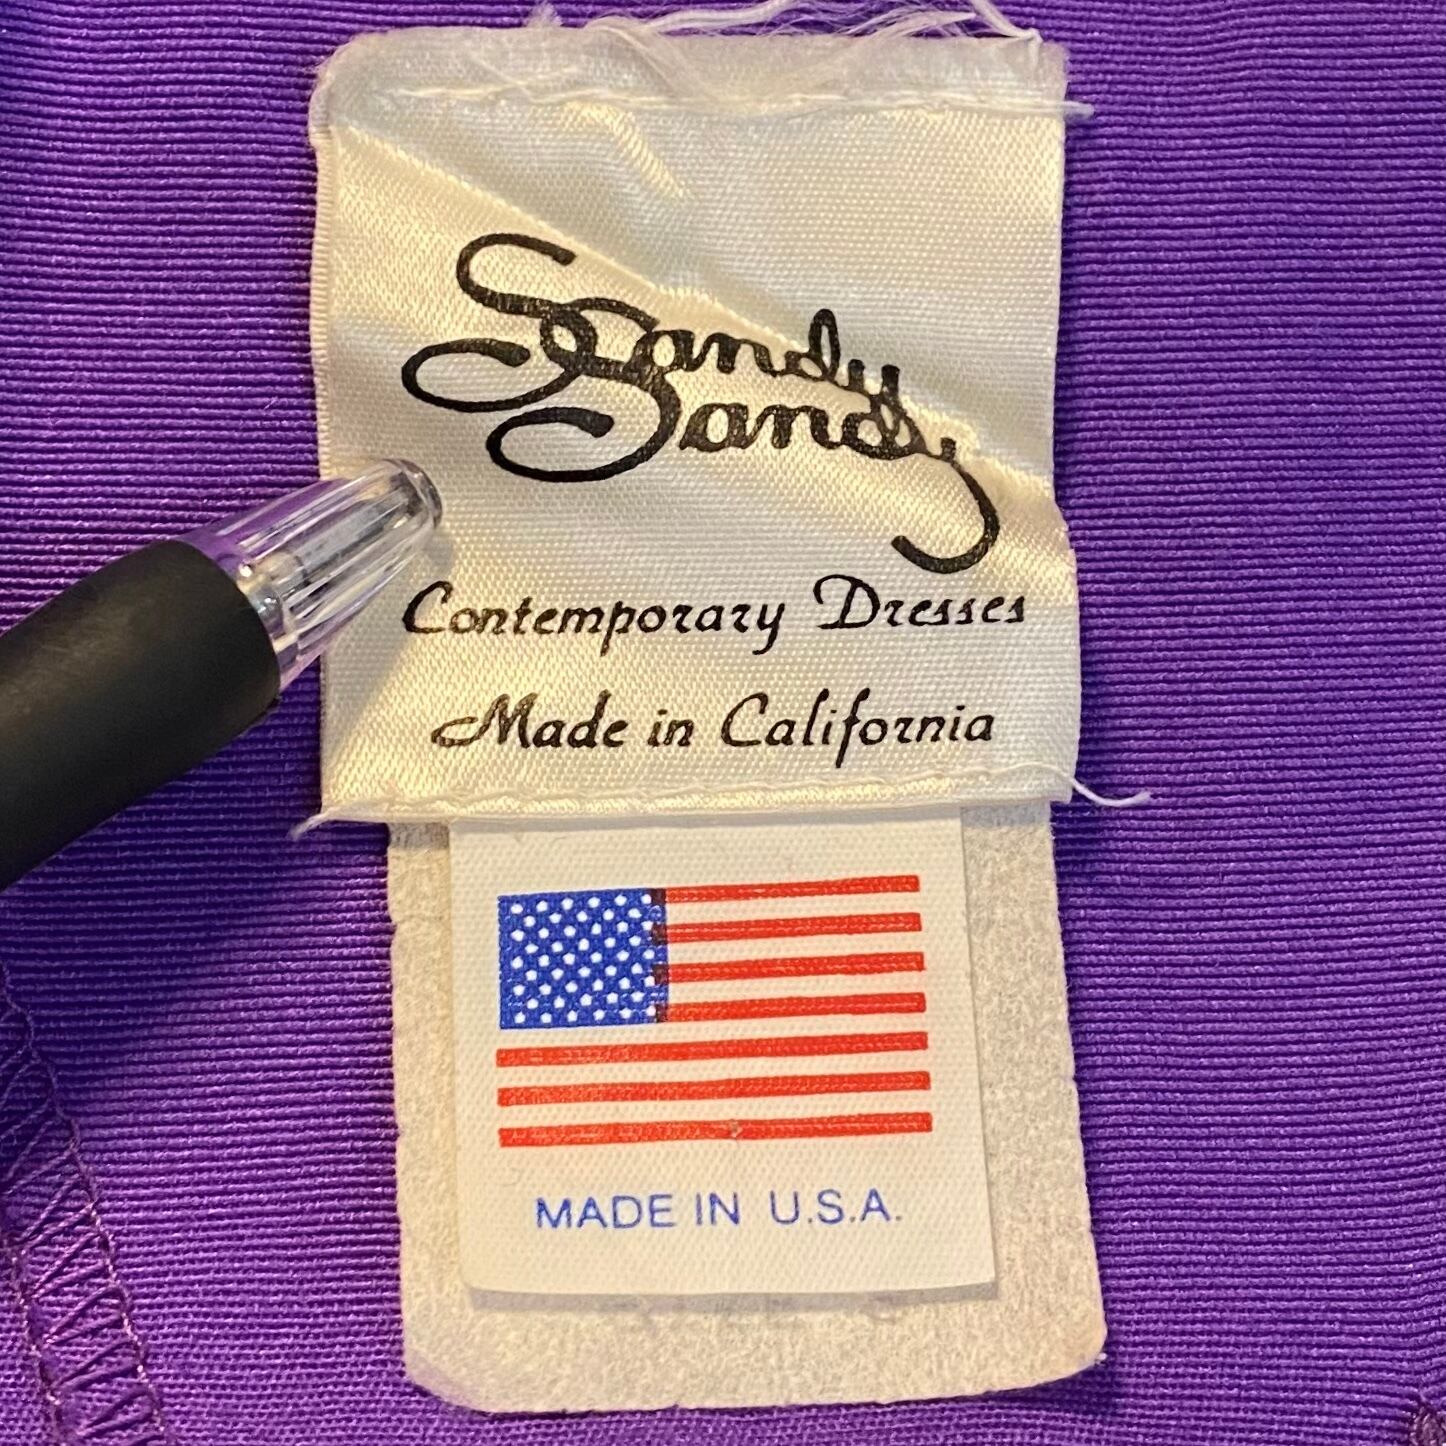 Sandy
Sandy
Contemporary Dresses
Made in California
MADE IN U.S.A.